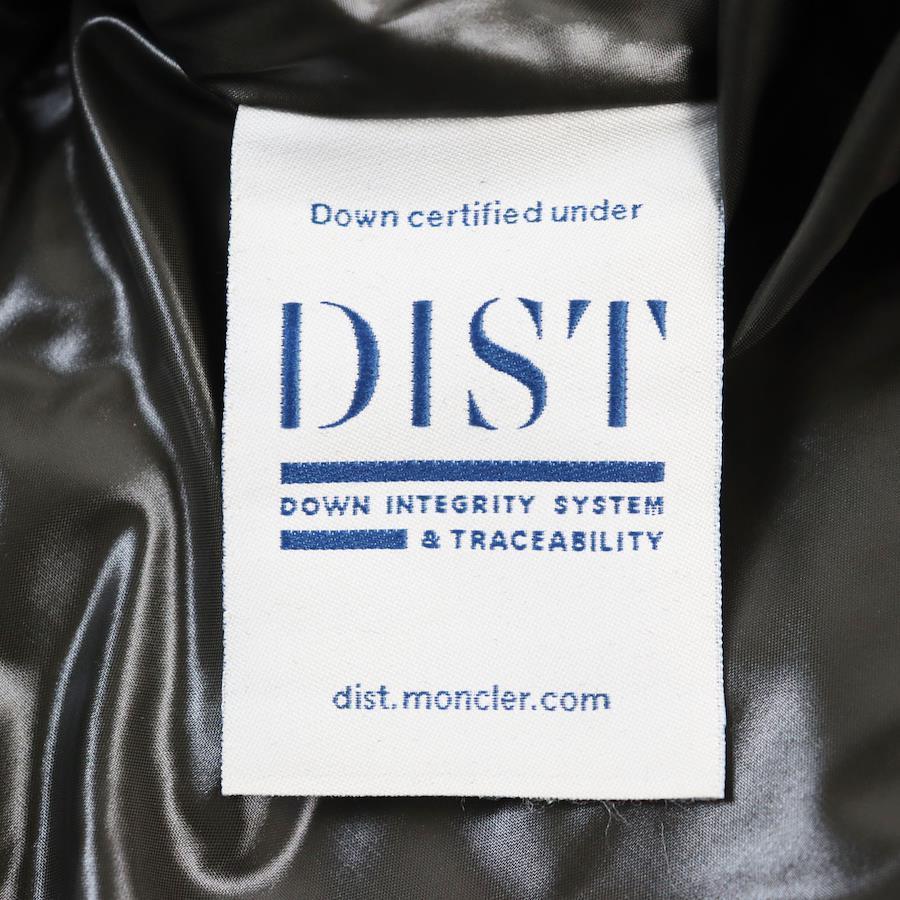 Down certified under
DIST
DOWN INTEGRITY SYSTEM
& TRACEABILITY
dist.moncler.com